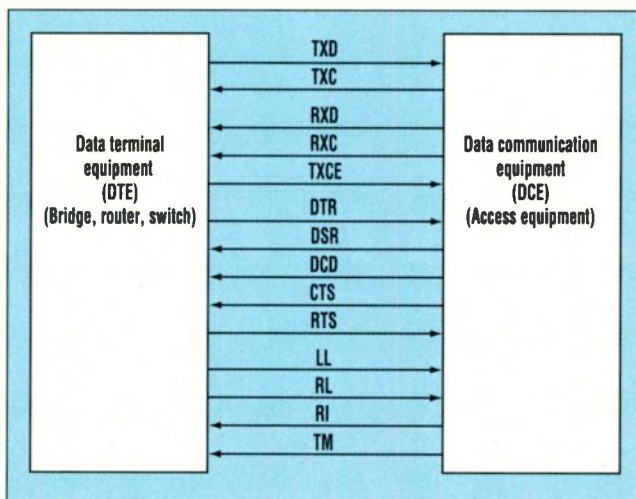 TXD
TXC
RXD
RXC
TXCE
DTR
DSR
DCD
CTS
RTS
LL
RL
RI
TM
Data terminal
equipment
(DTE)
(Bridge, router, switch)
Data communication
equipment
(DCE)
(Access equipment)